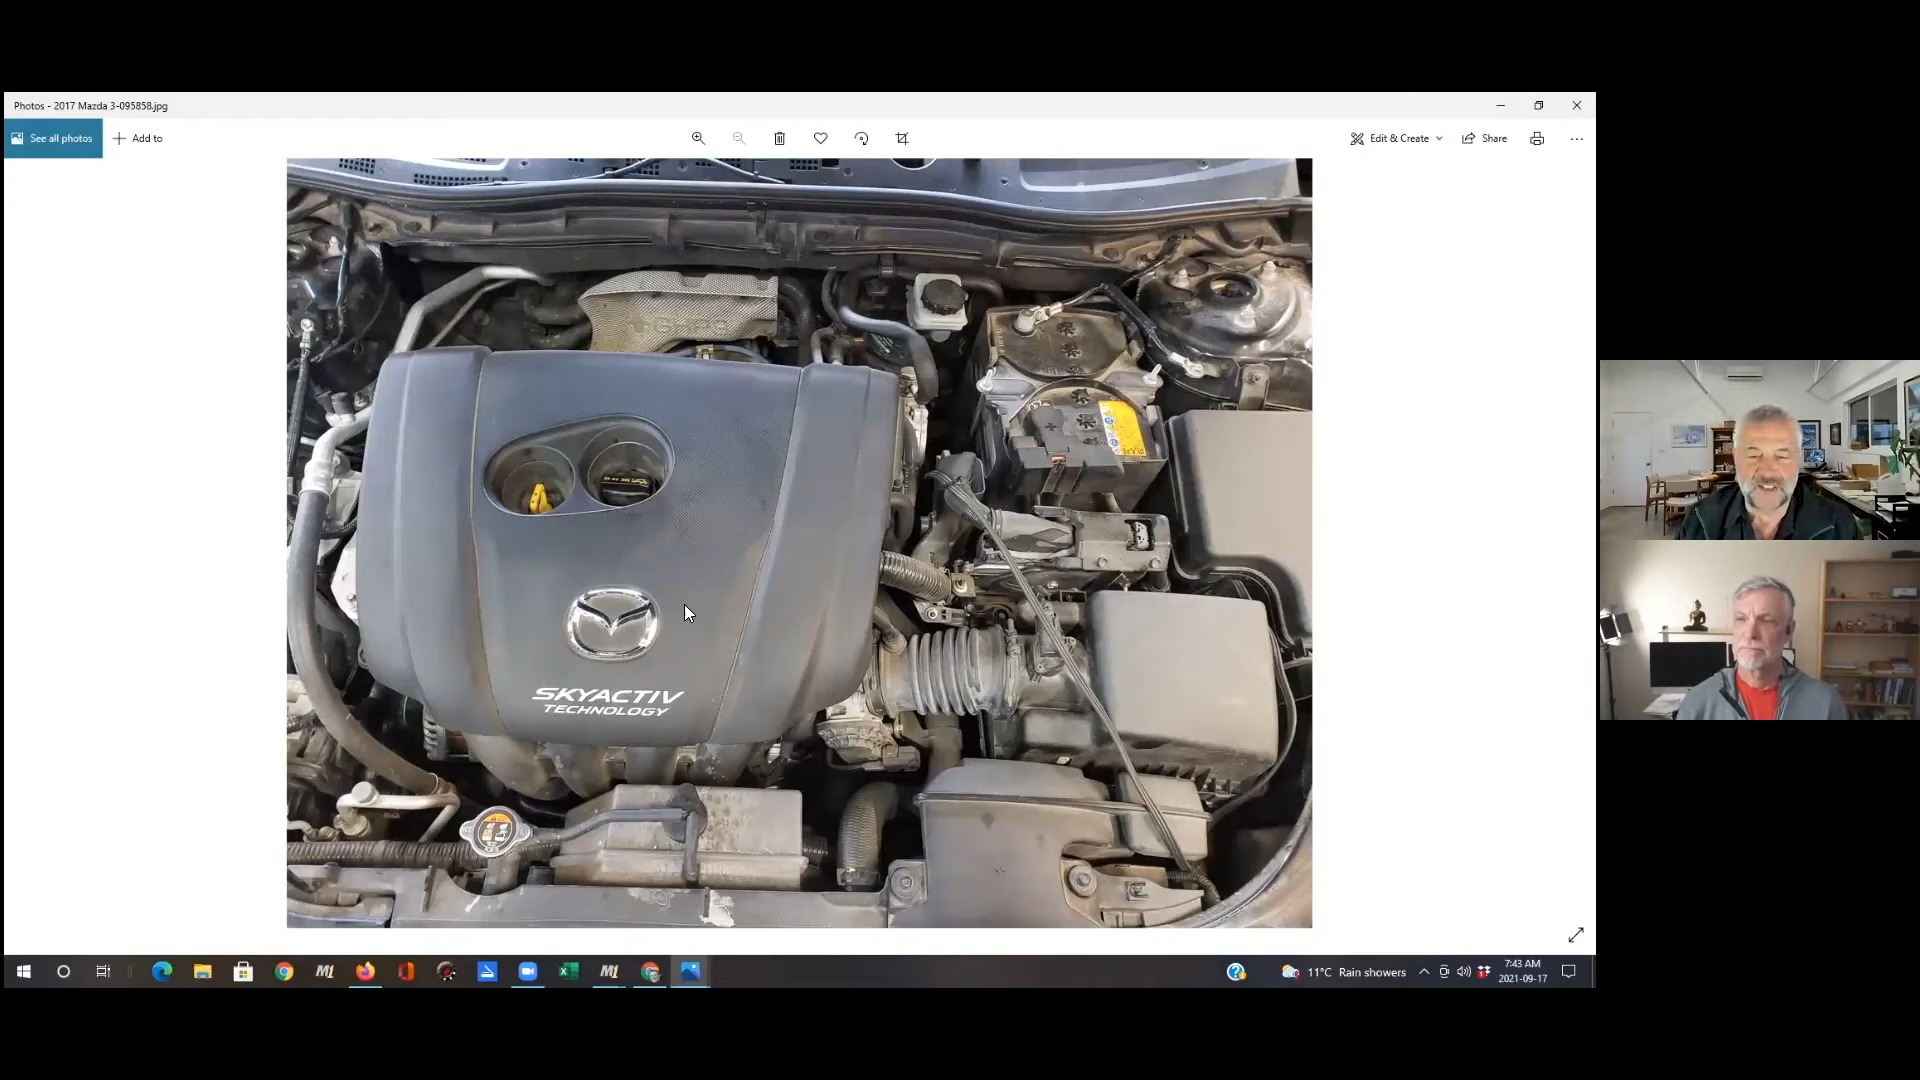 Photos - 2017 Mazda 3-095858.jpg
See all photos
Add to
Edit & Create
Share
SKYACTIV
TECHNOLOGY
11°C Rain showers
7:43 AM
2021-09-17